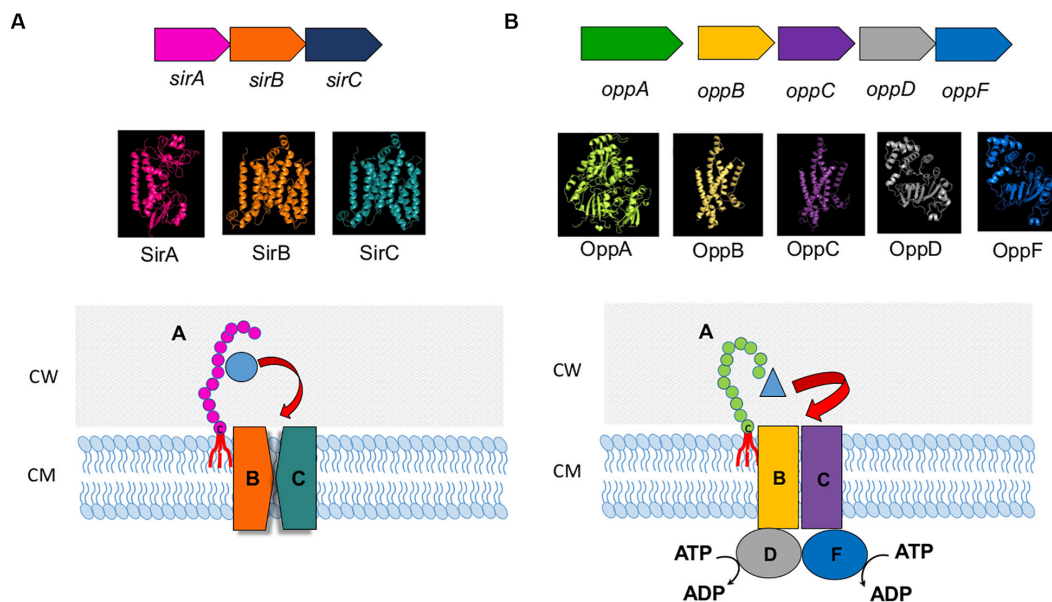 A
B
sirA sirB sirC
oppA oppB oppC oppD oppF
SirA SirB SirC
OppA OppB OppC OppD OppF
A
CW
C
CM
B C
A
CW
C
CM
B C
D F
ATP ATP
ADP ADP